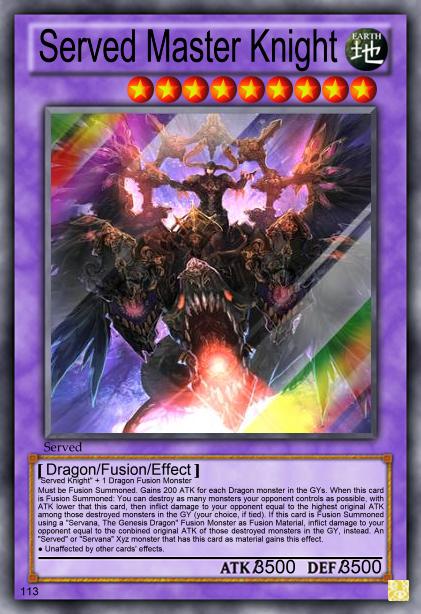 Served Master Knight
EARTH
地
Served
[ Dragon/Fusion/Effect ]
"Served Knight" + 1 Dragon Fusion Monster
Must be Fusion Summoned. Gains 200 ATK for each Dragon monster in the GYs. When this card
is Fusion Summoned: You can destroy as many monsters your opponent controls as possible, with
ATK lower that this card, then inflict damage to your opponent equal to the highest original ATK
among those destroyed monsters in the GY (your choice, if tied). If this card is Fusion Summoned
using a "Servana, The Genesis Dragon" Fusion Monster as Fusion Material, inflict damage to your
opponent equal to the conbined original ATK of those destroyed monsters in the GY, instead. An
"Served" or "Servana" Xyz monster that has this card as material gains this effect.
● Unaffected by other cards' effects.
ATK 3500 DEF 3500
113